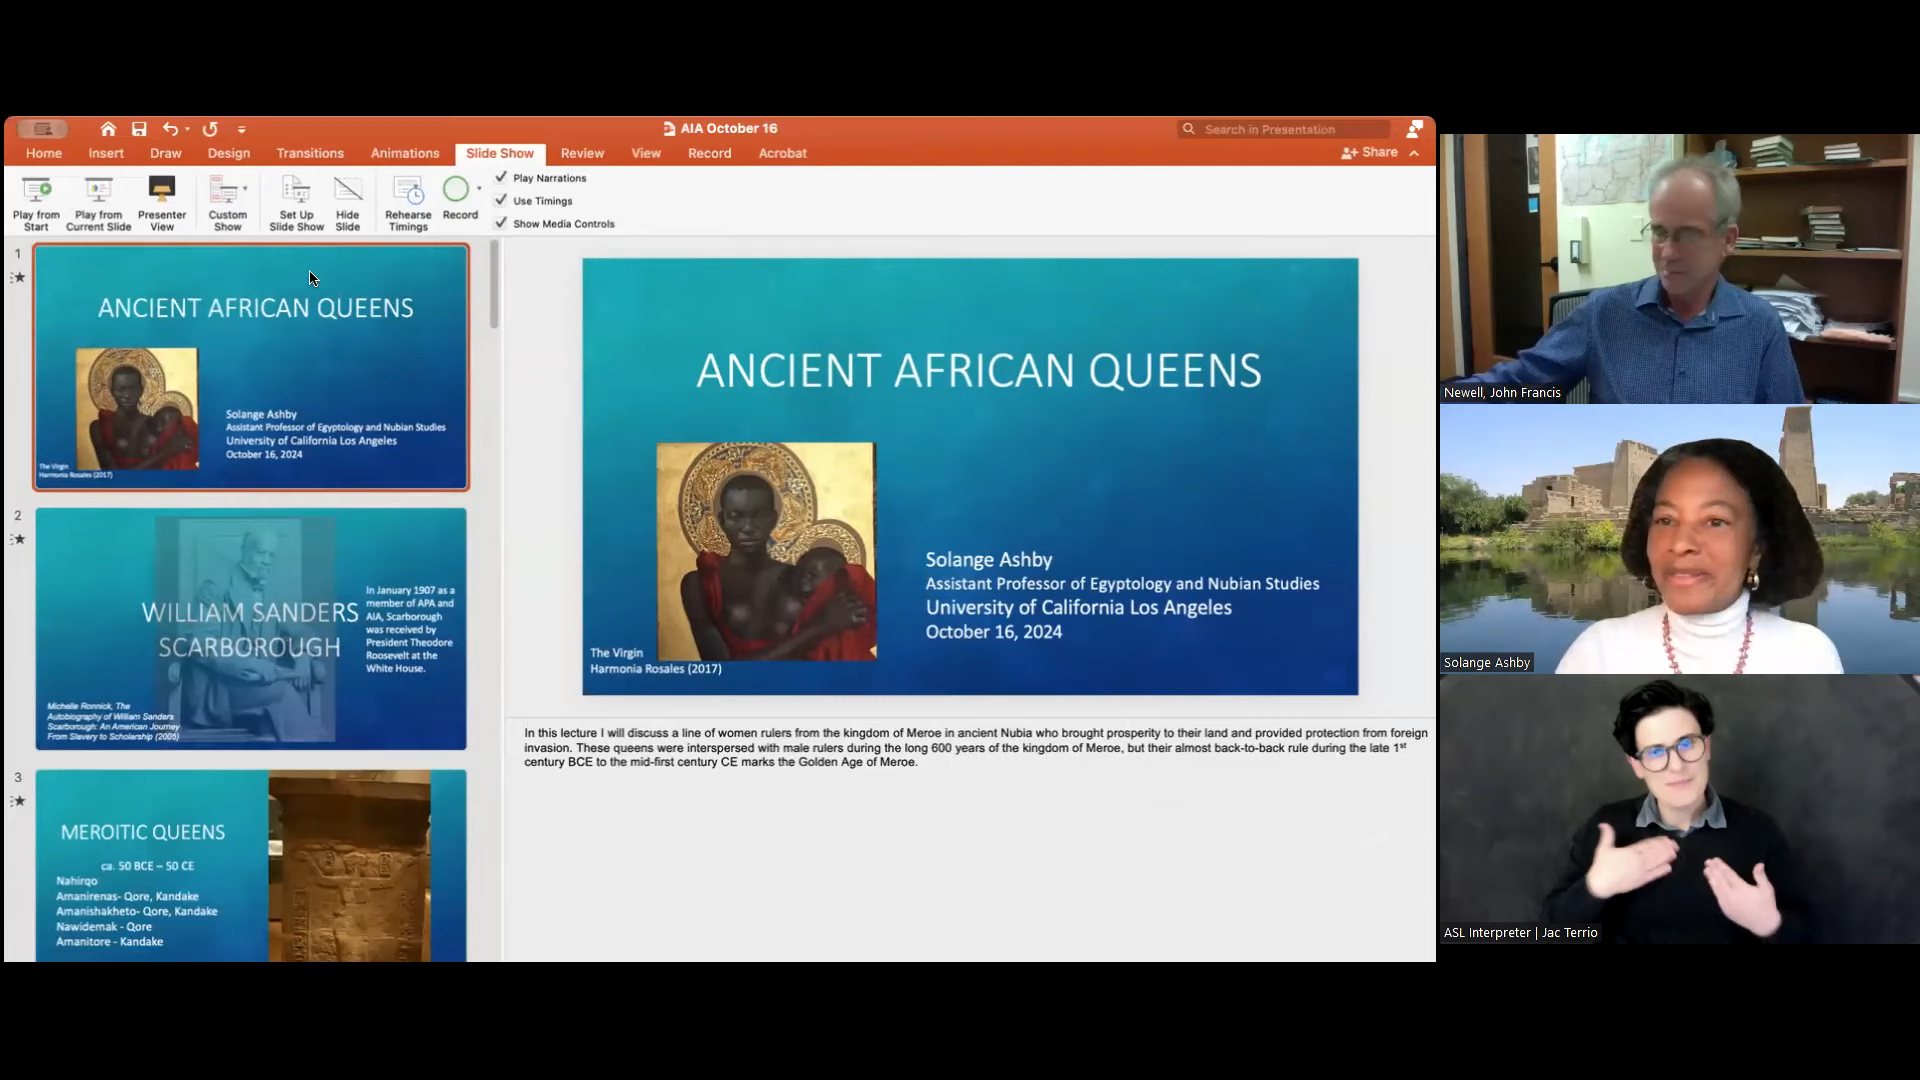 AIA October 16
Search in Presentation
Home
Insert
Draw
Design
Transitions
Animations
Slide Show
Review
View
Record
Acrobat
Share
Play from
Start
Play from
Current Slide
Presenter
View
Custom
Show
Set Up
Slide Show
Hide
Slide
Rehearse
Timings
Record
Play Narrations
Use Timings
Show Media Controls
1
ANCIENT AFRICAN QUEENS
Solange Ashby
Assistant Professor of Egyptology and Nubian Studies
University of California Los Angeles
October 16, 2024
The Virgin
Harmonia Rosales (2017)
2
WILLIAM SANDERS
SCARBOROUGH
In January 1907 as a
member of APA and
AIA, Scarborough
was received by
President Theodore
Roosevelt at the
White House.
Michelle Ronnick, The
Autobiography of William Sanders
Scarborough: An American Journey
From Slavery to Scholarship (2005)
3
MEROITIC QUEENS
ca. 50 BCE – 50 CE
Nahirqo
Amanirenas- Qore, Kandake
Amanishakheto- Qore, Kandake
Nawidemak - Qore
Amanitore - Kandake
ANCIENT AFRICAN QUEENS
Solange Ashby
Assistant Professor of Egyptology and Nubian Studies
University of California Los Angeles
October 16, 2024
The Virgin
Harmonia Rosales (2017)
In this lecture I will discuss a line of women rulers from the kingdom of Meroe in ancient Nubia who brought prosperity to their land and provided protection from foreign
invasion. These queens were interspersed with male rulers during the long 600 years of the kingdom of Meroe, but their almost back-to-back rule during the late 1st
century BCE to the mid-first century CE marks the Golden Age of Meroe.
Newell, John Francis
Solange Ashby
ASL Interpreter | Jac Terrio